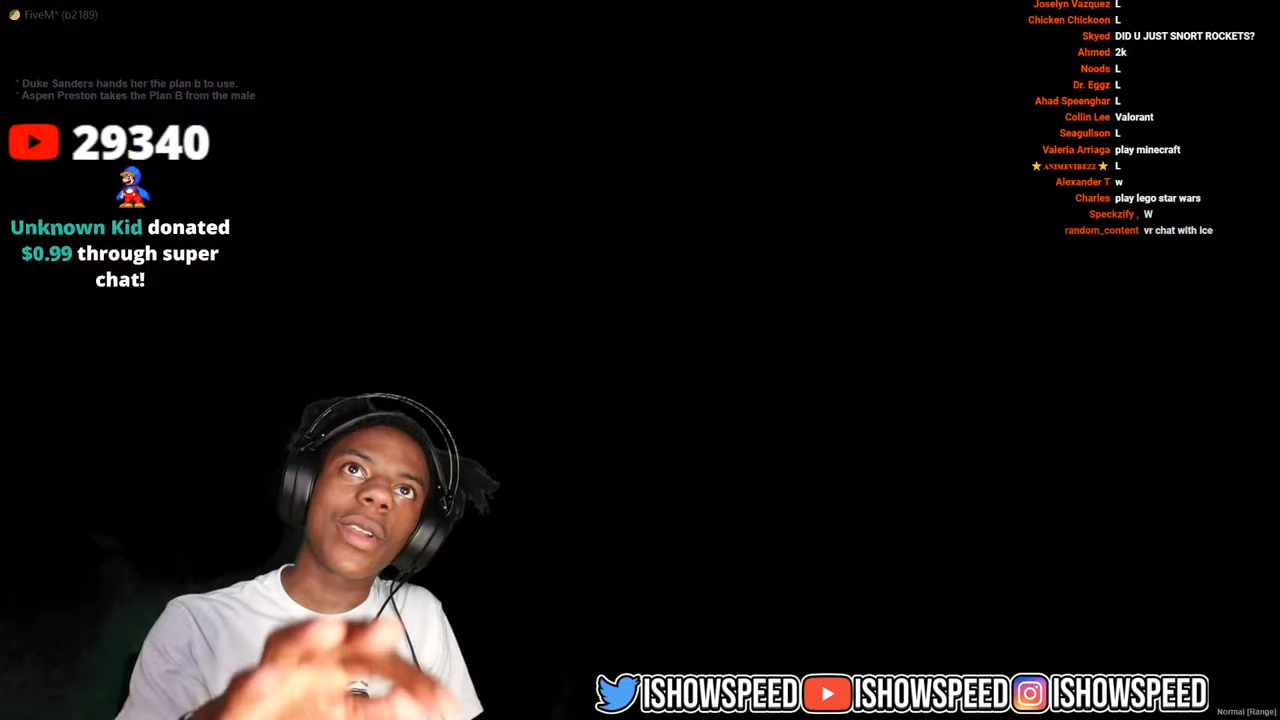 FiveM* (b2189)
* Duke Sanders hands her the plan b to use.
* Aspen Preston takes the Plan B from the male
29340
Unknown Kid donated
$0.99 through super
chat!
Joselyn Vazquez L
Chicken Chickoon L
Skyed DID U JUST SNORT ROCKETS?
Ahmed 2k
Noods L
Dr. Eggz L
Ahad Speenghar L
Collin Lee Valorant
Seagullson L
Valeria Arriaga play minecraft
⭐ ANIMEVIBEZZ ⭐ L
Alexander T w
Charles play lego star wars
Speckzify , W
random_content vr chat with ice
ISHOWSPEED ISHOWSPEED ISHOWSPEED
Normal [Range]